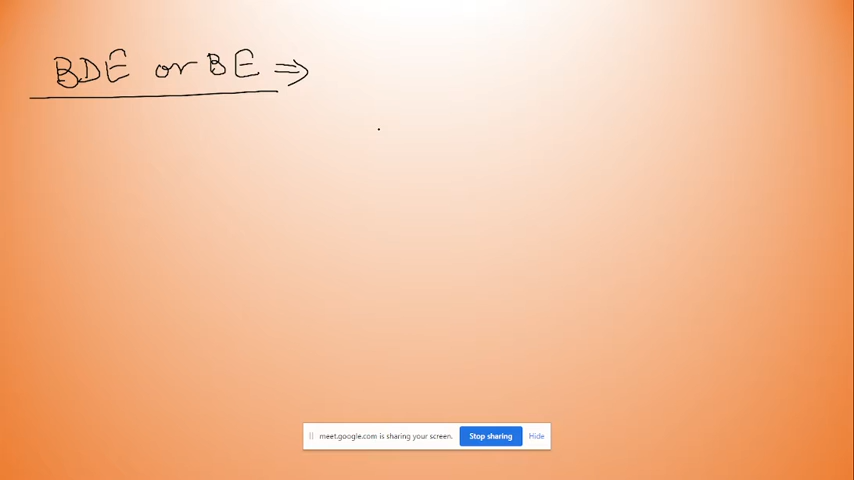 BDE or BE ⇒
meet.google.com is sharing your screen. Stop sharing Hide